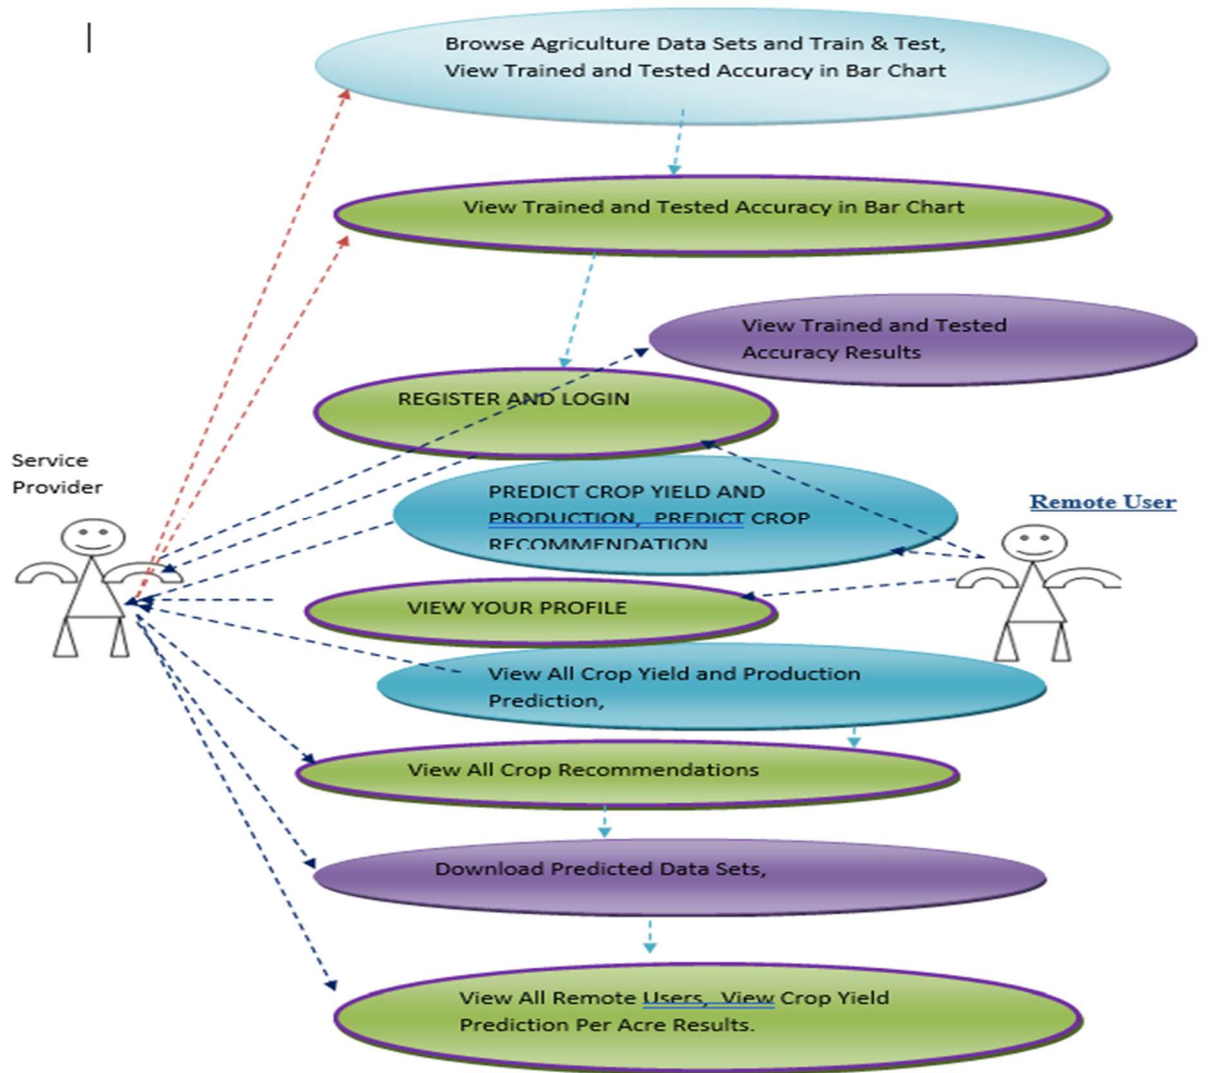 Browse Agriculture Data Sets and Train & Test,
View Trained and Tested Accuracy in Bar Chart
View Trained and Tested Accuracy in Bar Chart
View Trained and Tested
Accuracy Results
REGISTER AND LOGIN
Service
Provider
PREDICT CROP YIELD AND
PRODUCTION, PREDICT CROP
RECOMMENDATION
Remote User
VIEW YOUR PROFILE
View All Crop Yield and Production
Prediction,
View All Crop Recommendations
Download Predicted Data Sets,
View All Remote Users, View Crop Yield
Prediction Per Acre Results.